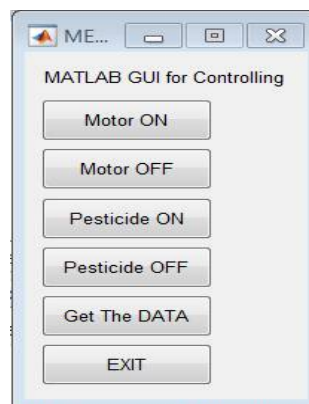 ME...
MATLAB GUI for Controlling
Motor ON
Motor OFF
Pesticide ON
Pesticide OFF
Get The DATA
EXIT